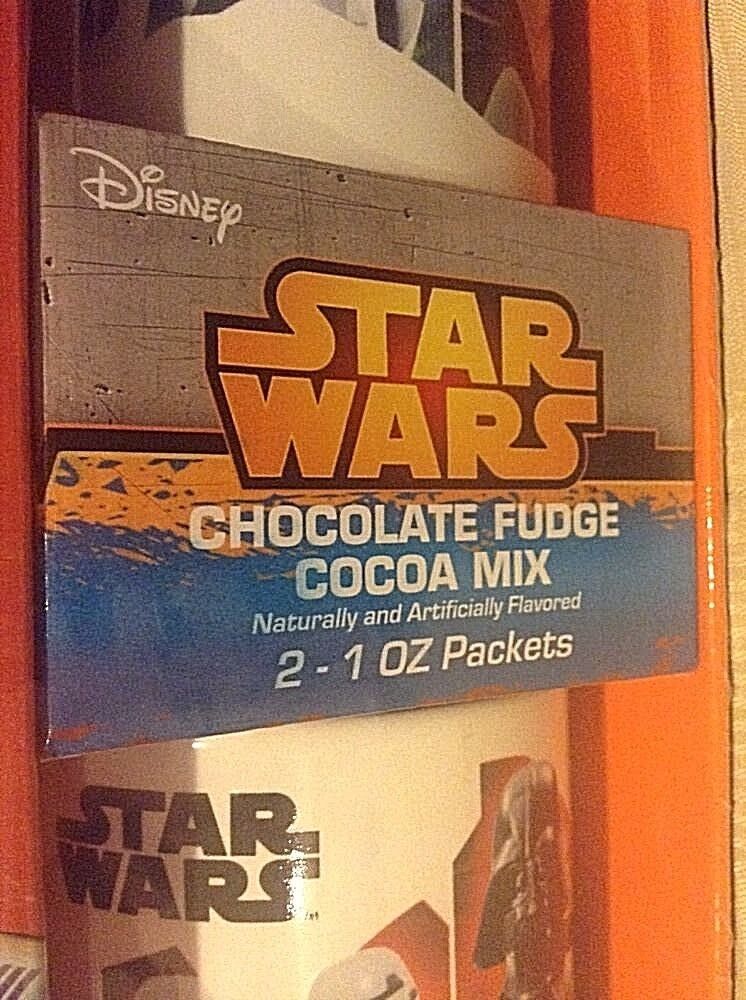 Disney
STAR
WARS
CHOCOLATE FUDGE
COCOA MIX
Naturally and Artificially Flavored
2 - 1 OZ Packets
STAR
WARS